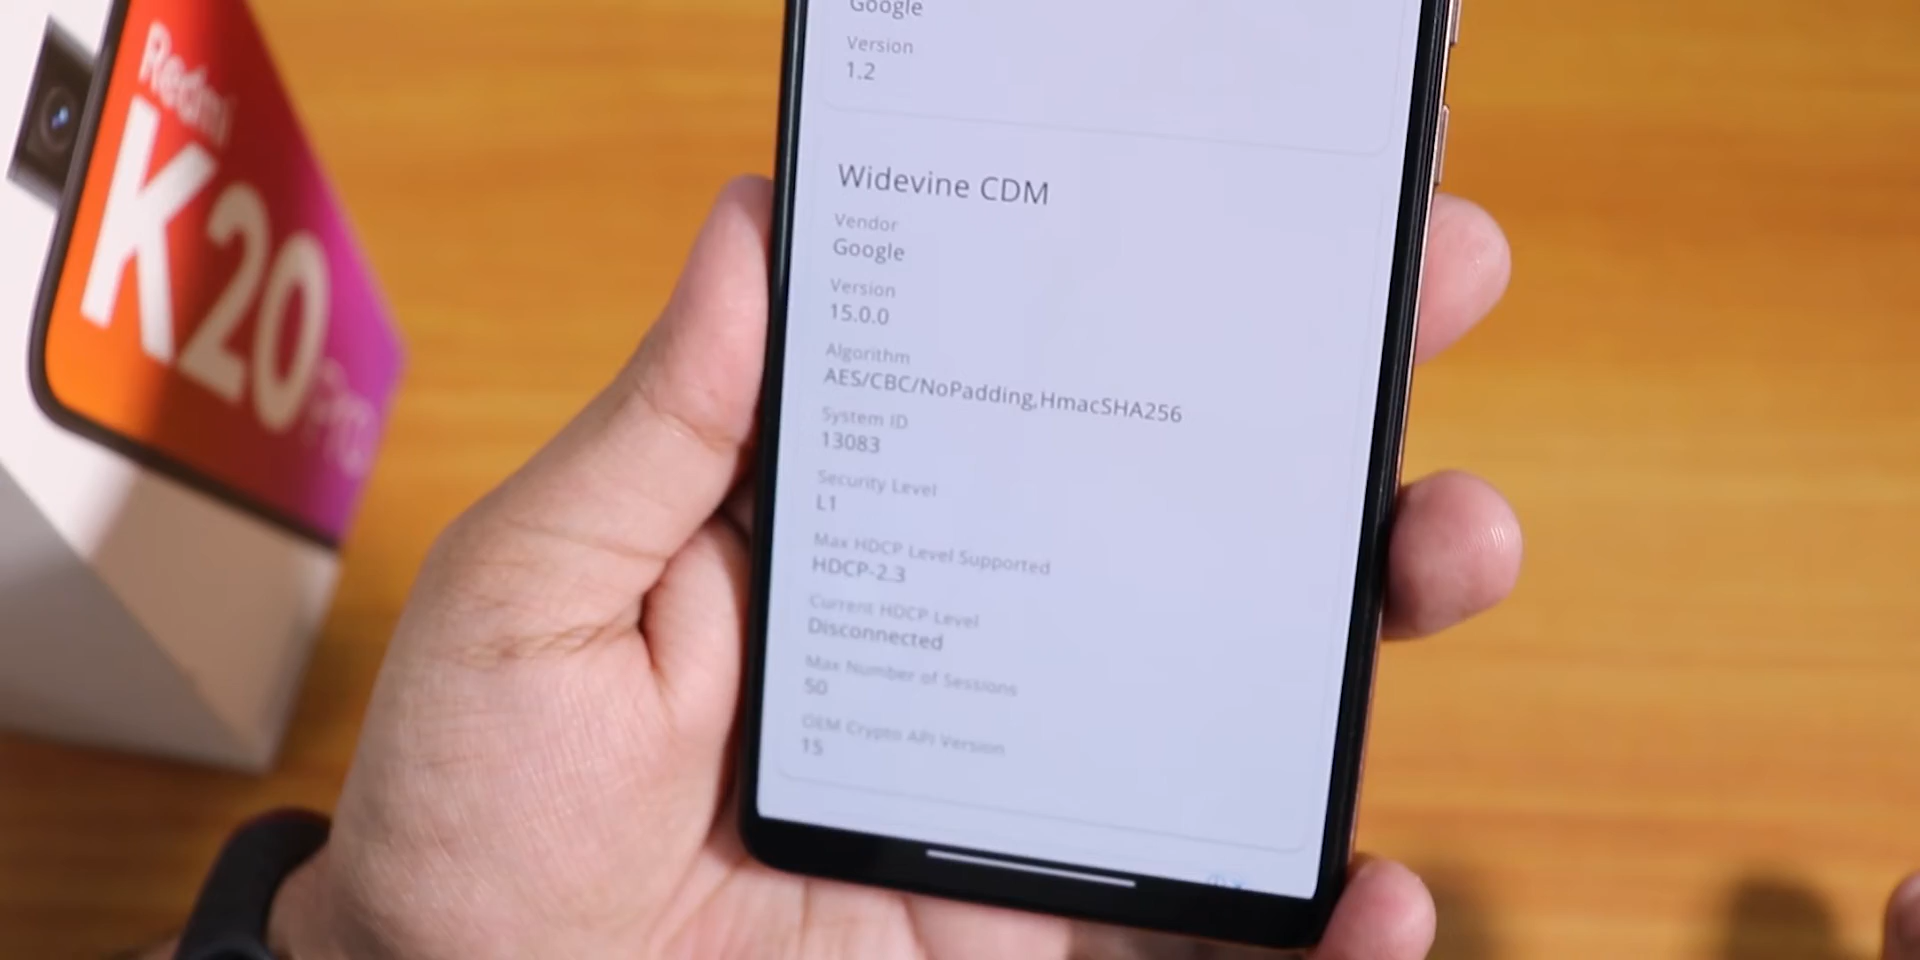 Redmi
K20 Pro
Google
Version
1.2
Widevine CDM
Vendor
Google
Version
15.0.0
Algorithm
AES/CBC/NoPadding,HmacSHA256
System ID
13083
Security Level
L1
Max HDCP Level Supported
HDCP-2.3
Current HDCP Level
Disconnected
Max Number of Sessions
50
OEM Crypto API Version
15